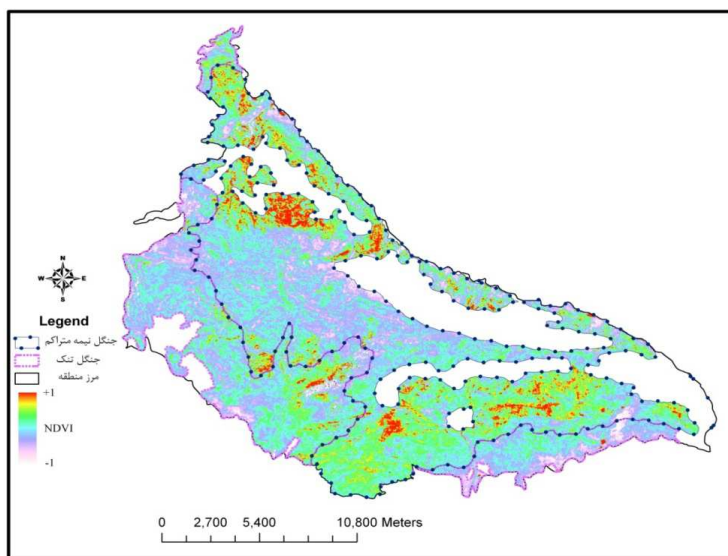 N
W E
S
Legend
جنگل نیمه متراکم
جنگل تنک
مرز منطقه
+1
NDVI
-1
0 2,700 5,400 10,800 Meters